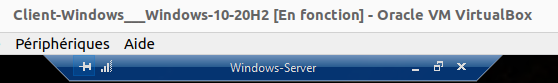 Client-Windows___Windows-10-20H2 [En fonction] - Oracle VM VirtualBox
Périphériques Aide
Windows-Server